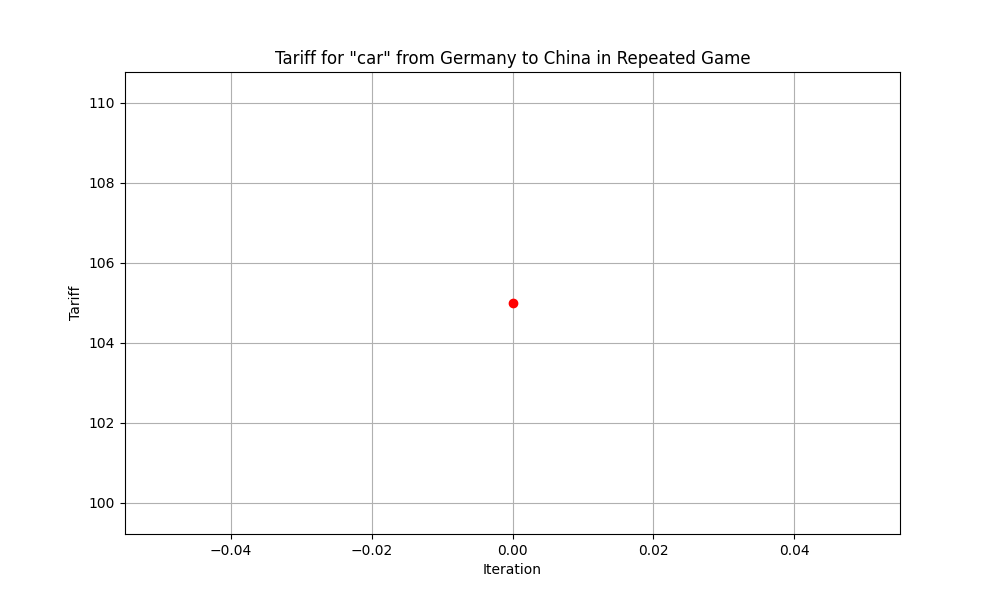 Tariff for "car" from Germany to China in Repeated Game
110
108
106
104
102
100
Tariff
−0.04 −0.02 0.00 0.02 0.04
Iteration